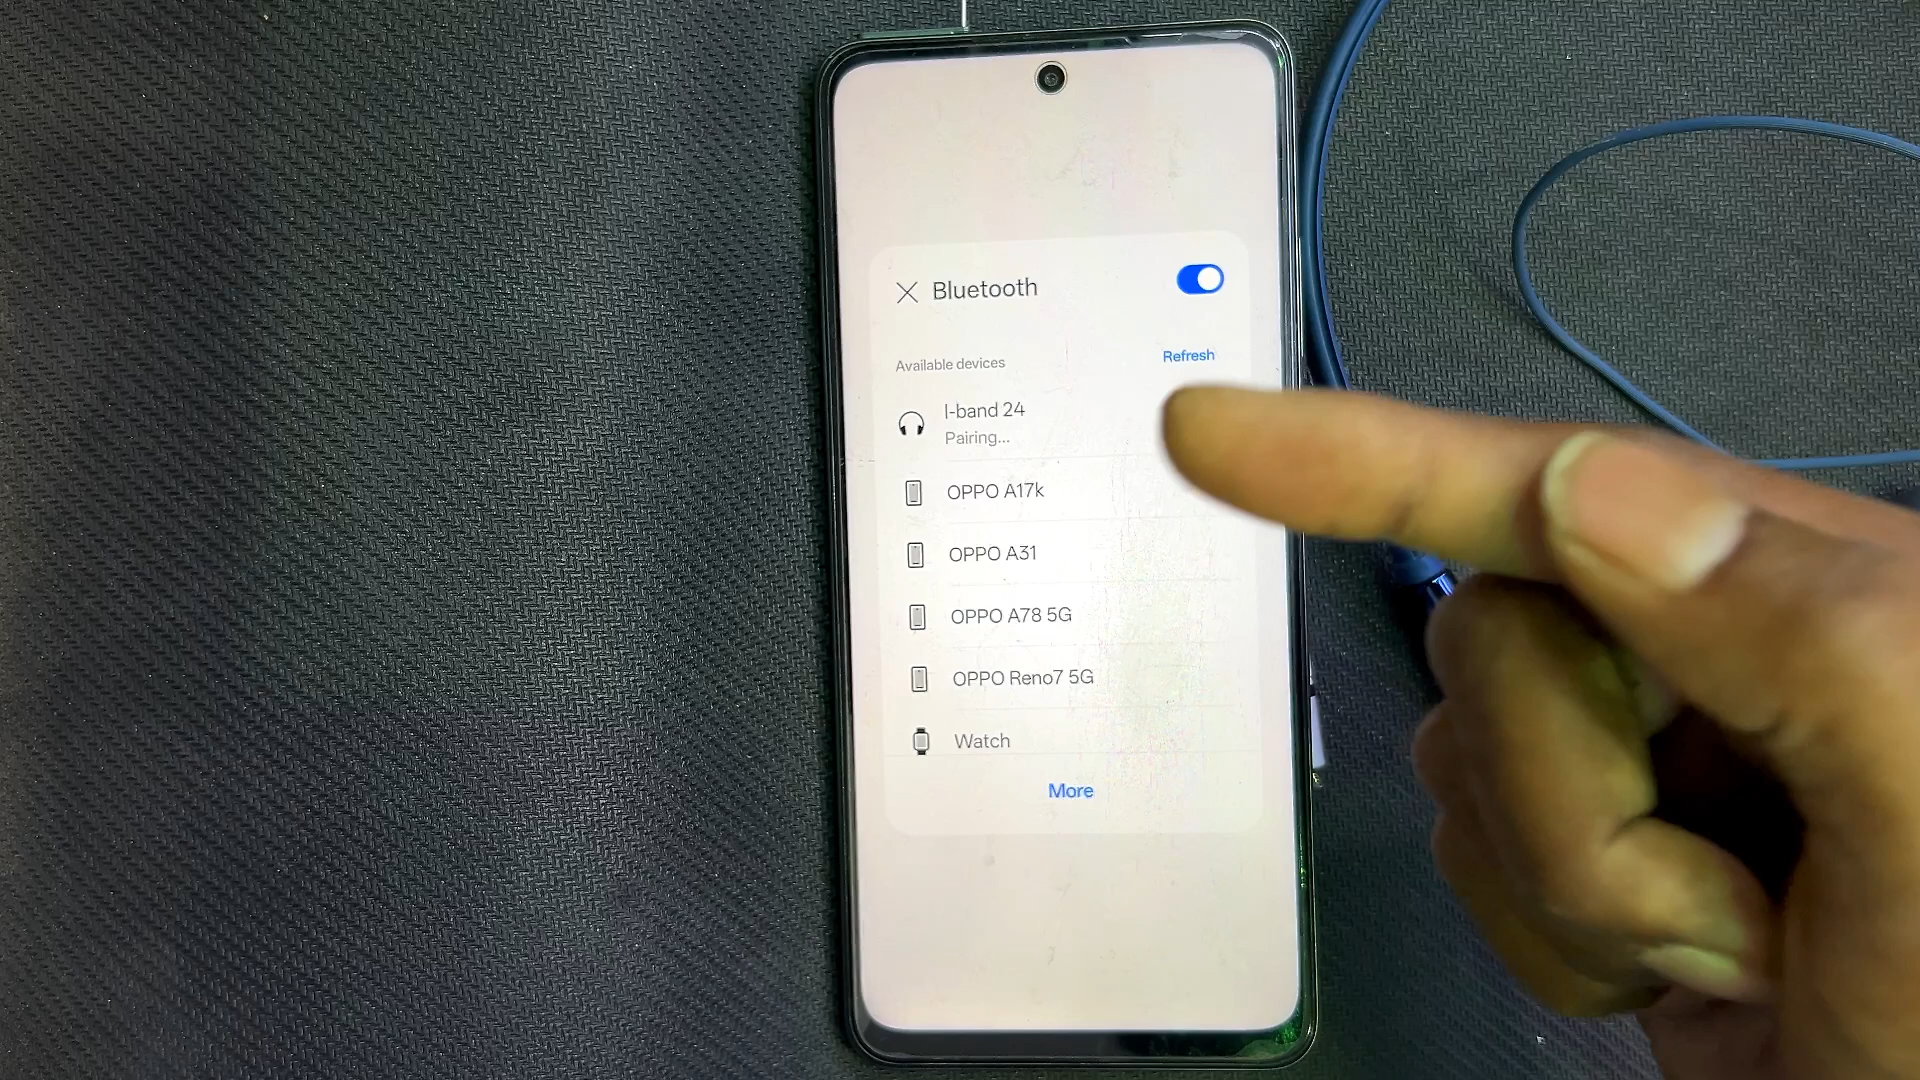 Bluetooth
Available devices
Refresh
I-band 24
Pairing...
OPPO A17k
OPPO A31
OPPO A78 5G
OPPO Reno7 5G
Watch
More